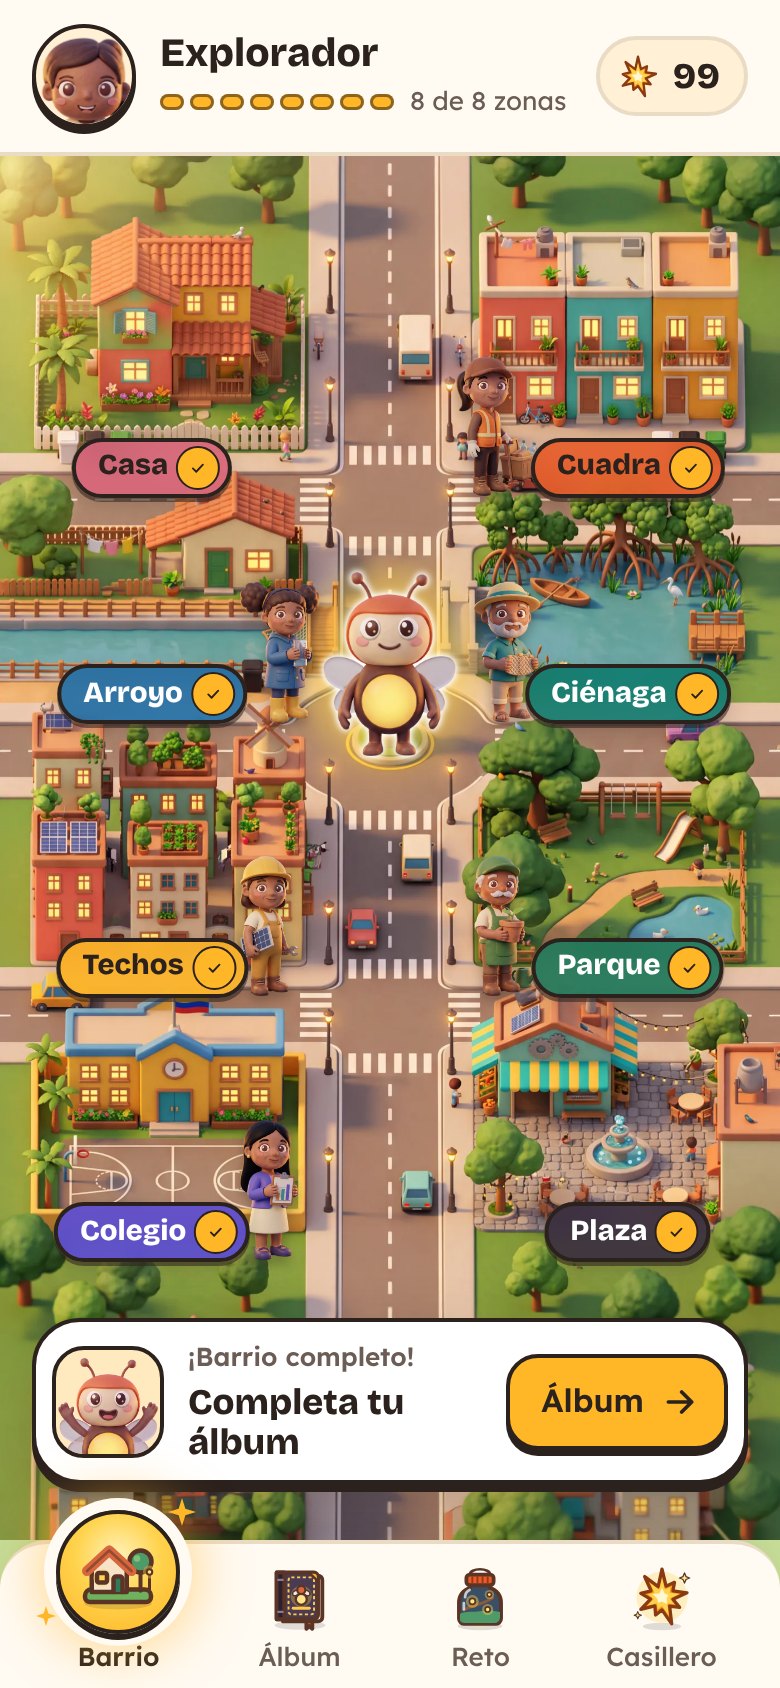 Explorador
8 de 8 zonas
99
Casa
Cuadra
Arroyo
Ciénaga
Techos
Parque
Colegio
Plaza
¡Barrio completo!
Completa tu
álbum
Álbum
Barrio
Álbum
Reto
Casillero